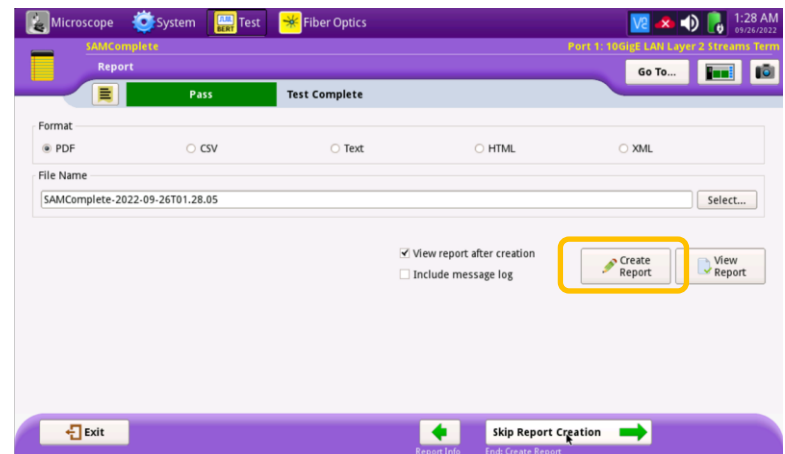 Microscope System Test Fiber Optics 1:28 AM
09/26/2022
SAMComplete Port 1: 10GigE LAN Layer 2 Streams Term
Report Go To...
Pass Test Complete
Format
PDF CSV Text HTML XML
File Name
SAMComplete-2022-09-26T01.28.05 Select...
View report after creation
Include message log
Create Report
View Report
Exit Skip Report Creation
Report Info End: Create Report